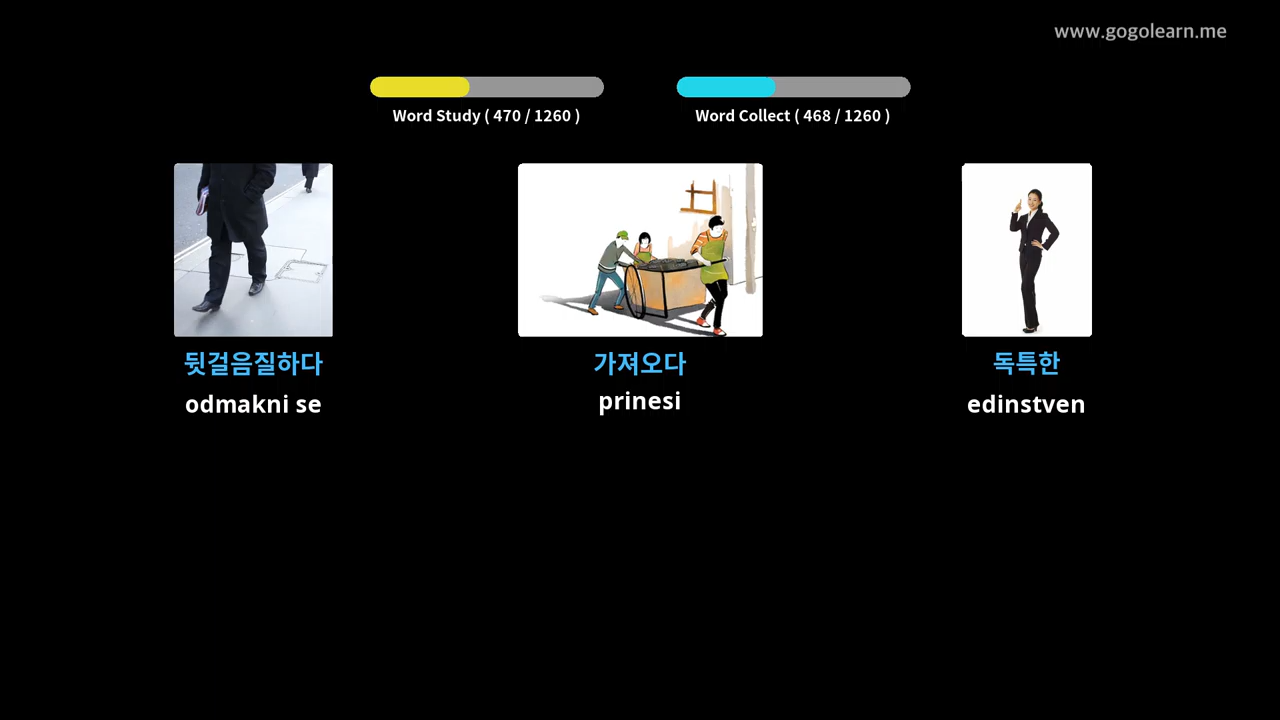 www.gogolearn.me
Word Study ( 470 / 1260 )
Word Collect ( 468 / 1260 )
뒷걸음질하다
가져오다
독특한
odmakni se
prinesi
edinstven